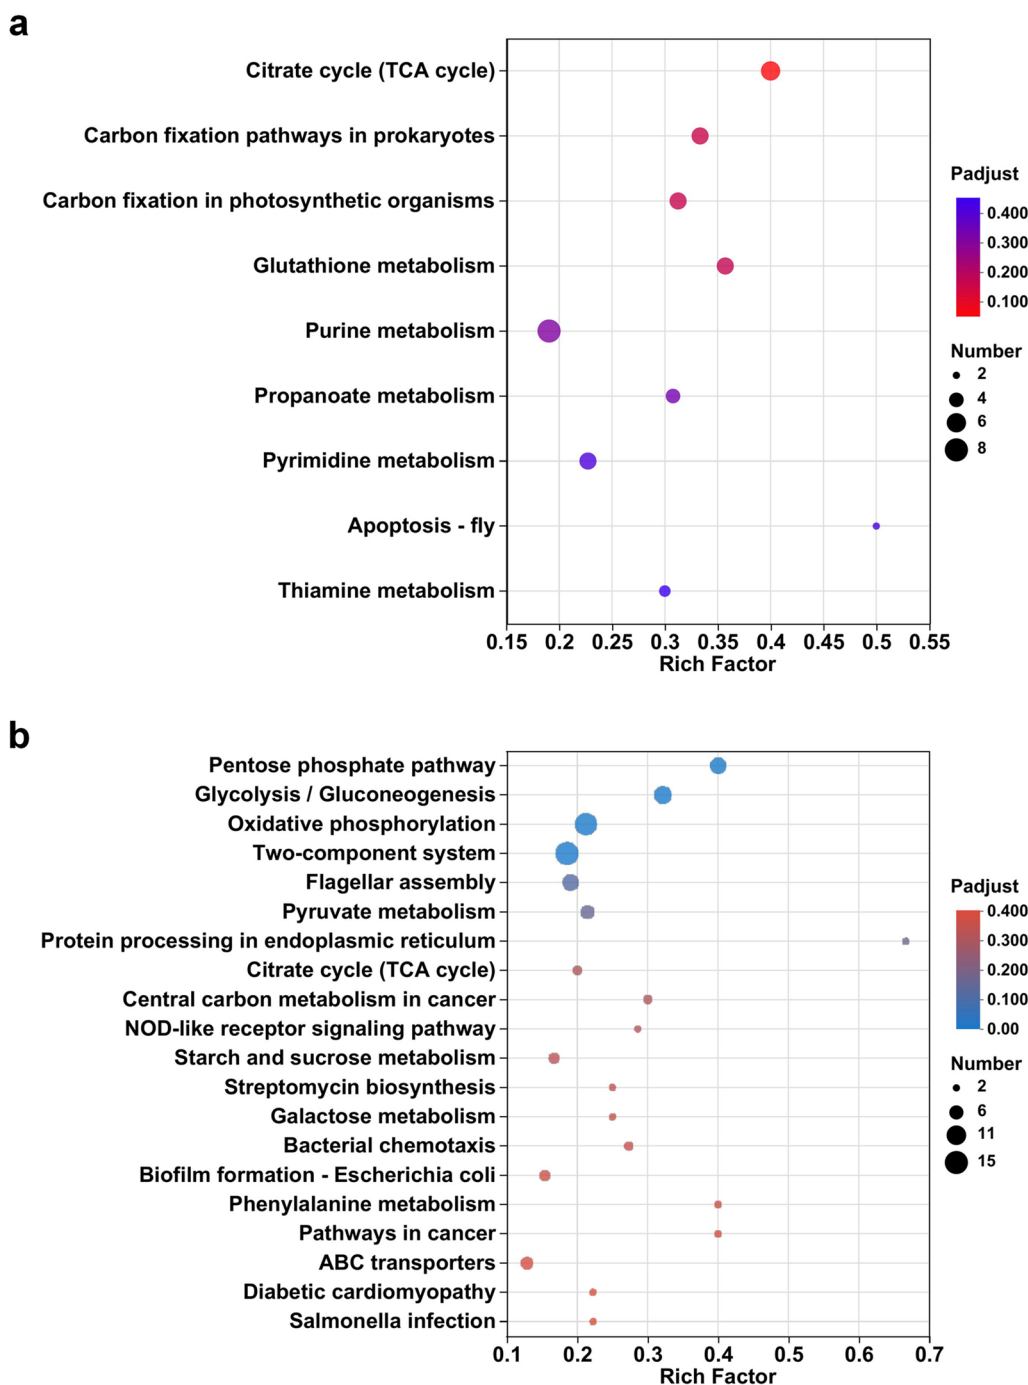 a
Citrate cycle (TCA cycle)
Carbon fixation pathways in prokaryotes
Carbon fixation in photosynthetic organisms
Glutathione metabolism
Purine metabolism
Propanoate metabolism
Pyrimidine metabolism
Apoptosis - fly
Thiamine metabolism
0.15 0.2 0.25 0.3 0.35 0.4 0.45 0.5 0.55
Rich Factor
Padjust
0.400
0.300
0.200
0.100
Number
2
4
6
8
b
Pentose phosphate pathway
Glycolysis / Gluconeogenesis
Oxidative phosphorylation
Two-component system
Flagellar assembly
Pyruvate metabolism
Protein processing in endoplasmic reticulum
Citrate cycle (TCA cycle)
Central carbon metabolism in cancer
NOD-like receptor signaling pathway
Starch and sucrose metabolism
Streptomycin biosynthesis
Galactose metabolism
Bacterial chemotaxis
Biofilm formation - Escherichia coli
Phenylalanine metabolism
Pathways in cancer
ABC transporters
Diabetic cardiomyopathy
Salmonella infection
0.1 0.2 0.3 0.4 0.5 0.6 0.7
Rich Factor
Padjust
0.400
0.300
0.200
0.100
0.00
Number
2
6
11
15